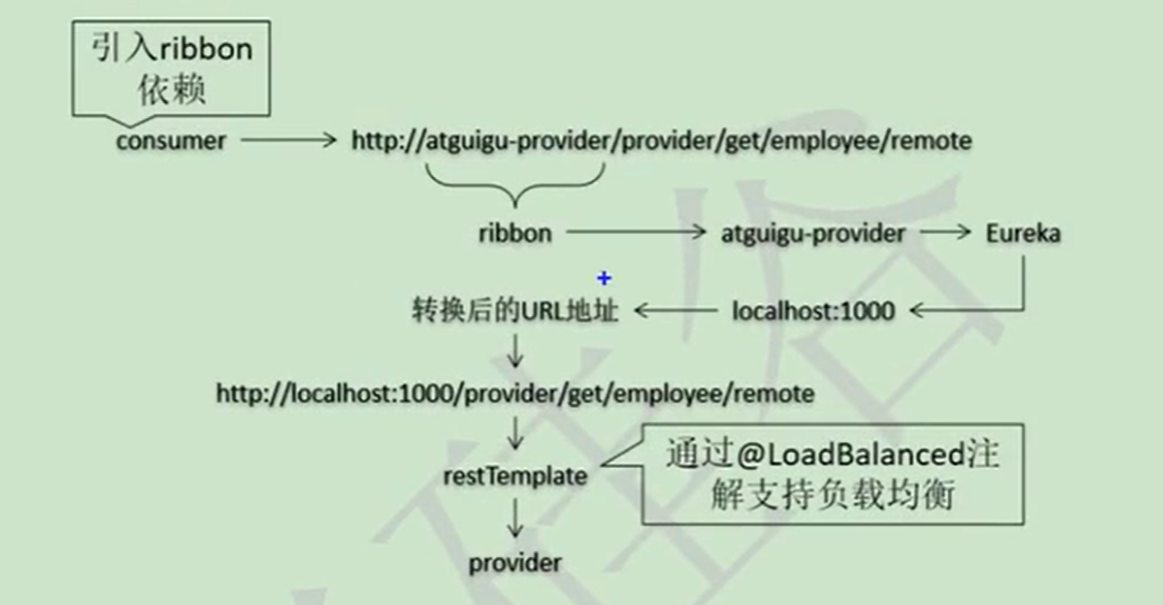 引入ribbon
依赖
consumer
http://atguigu-provider/provider/get/employee/remote
ribbon
atguigu-provider
Eureka
转换后的URL地址
localhost:1000
http://localhost:1000/provider/get/employee/remote
通过@LoadBalanced注
解支持负载均衡
restTemplate
provider